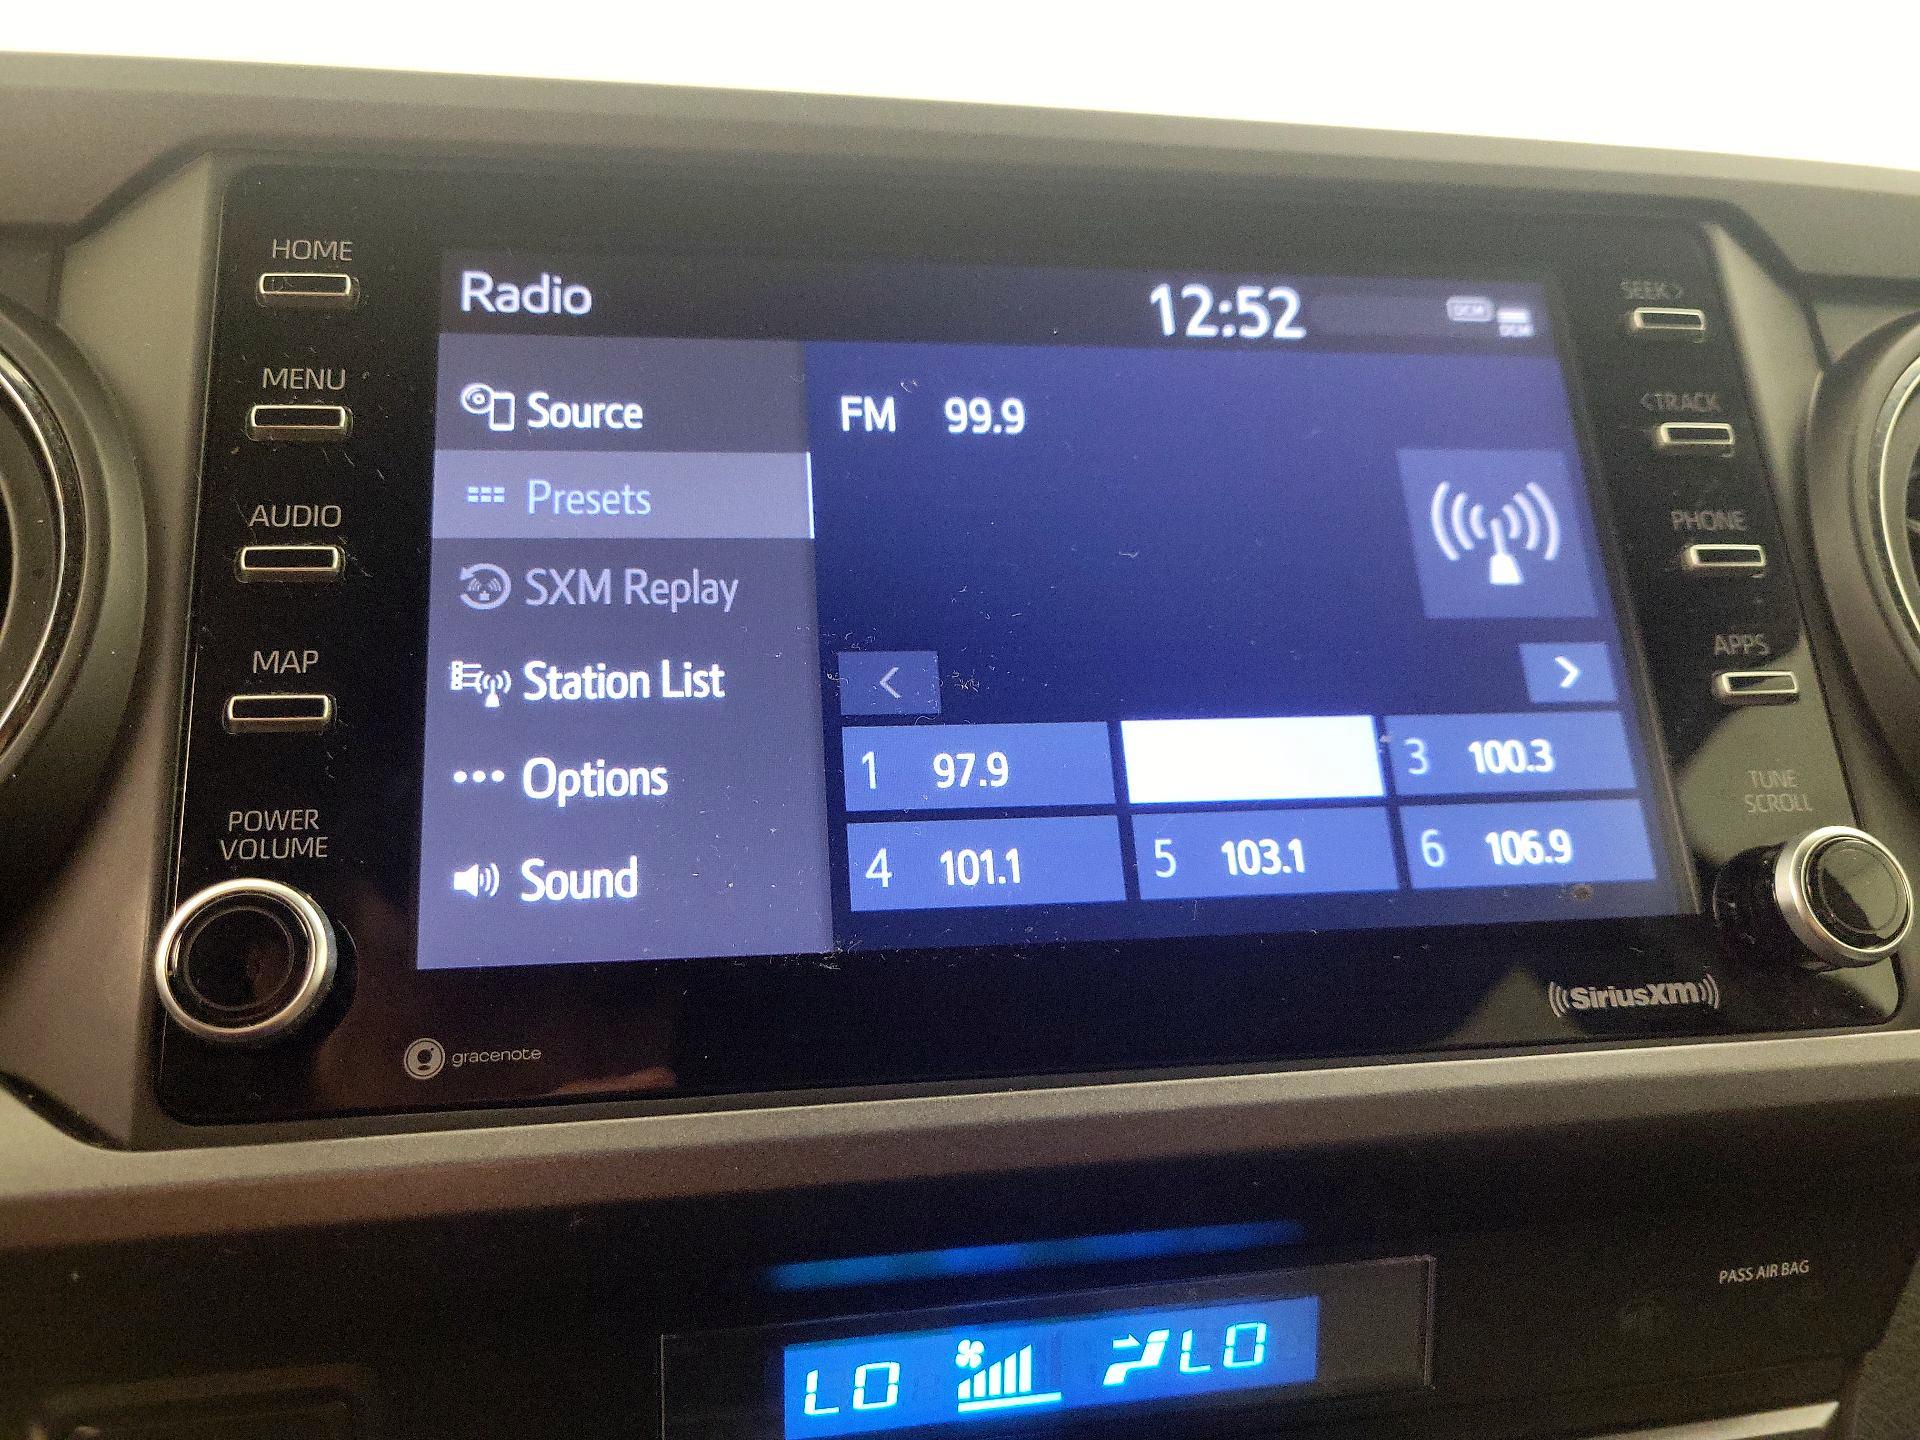 HOME
MENU
AUDIO
MAP
POWER
VOLUME
Radio
12:52
DCM
DCM
Source
Presets
SXM Replay
Station List
Options
Sound
FM 99.9
<
>
1 97.9
3 100.3
4 101.1
5 103.1
6 106.9
SEEK >
< TRACK
PHONE
APPS
TUNE
SCROLL
gracenote
((SiriusXM))
PASS AIR BAG
LO
LO